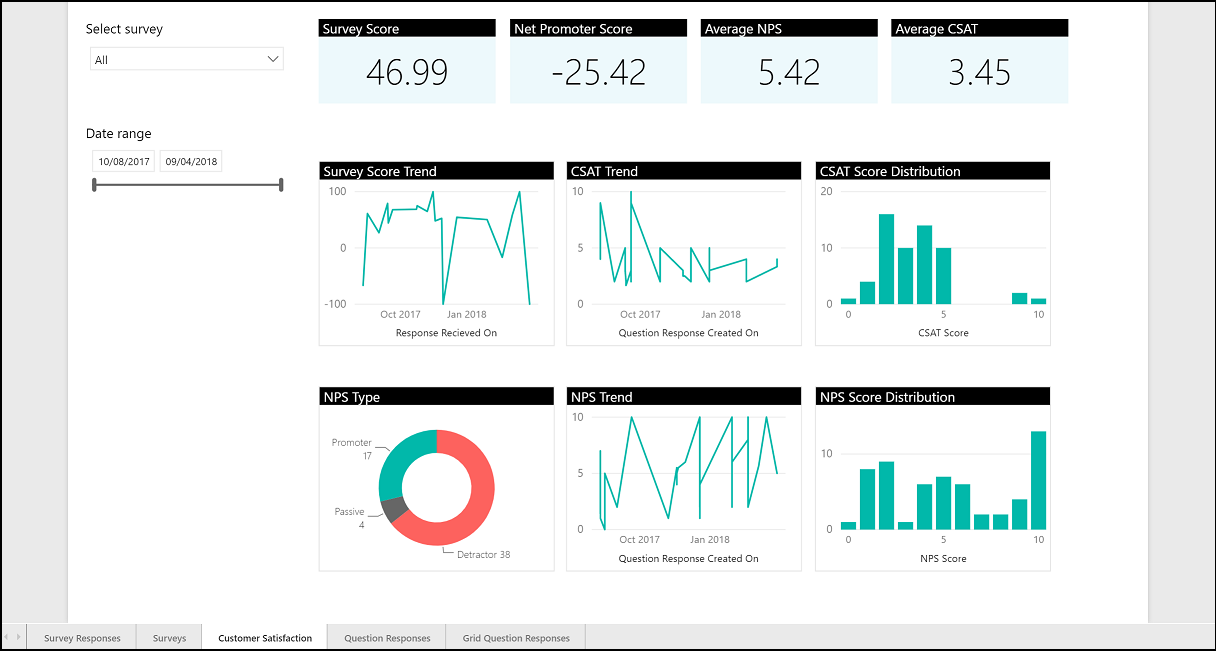 Select survey
All
Date range
10/08/2017 09/04/2018
Survey Score
46.99
Net Promoter Score
-25.42
Average NPS
5.42
Average CSAT
3.45
Survey Score Trend
100
0
-100
Oct 2017 Jan 2018
Response Recieved On
CSAT Trend
10
5
0
Oct 2017 Jan 2018
Question Response Created On
CSAT Score Distribution
20
10
0
0 5 10
CSAT Score
NPS Type
Promoter
17
Passive
4
Detractor 38
NPS Trend
10
5
0
Oct 2017 Jan 2018
Question Response Created On
NPS Score Distribution
10
0
0 5 10
NPS Score
Survey Responses Surveys Customer Satisfaction Question Responses Grid Question Responses